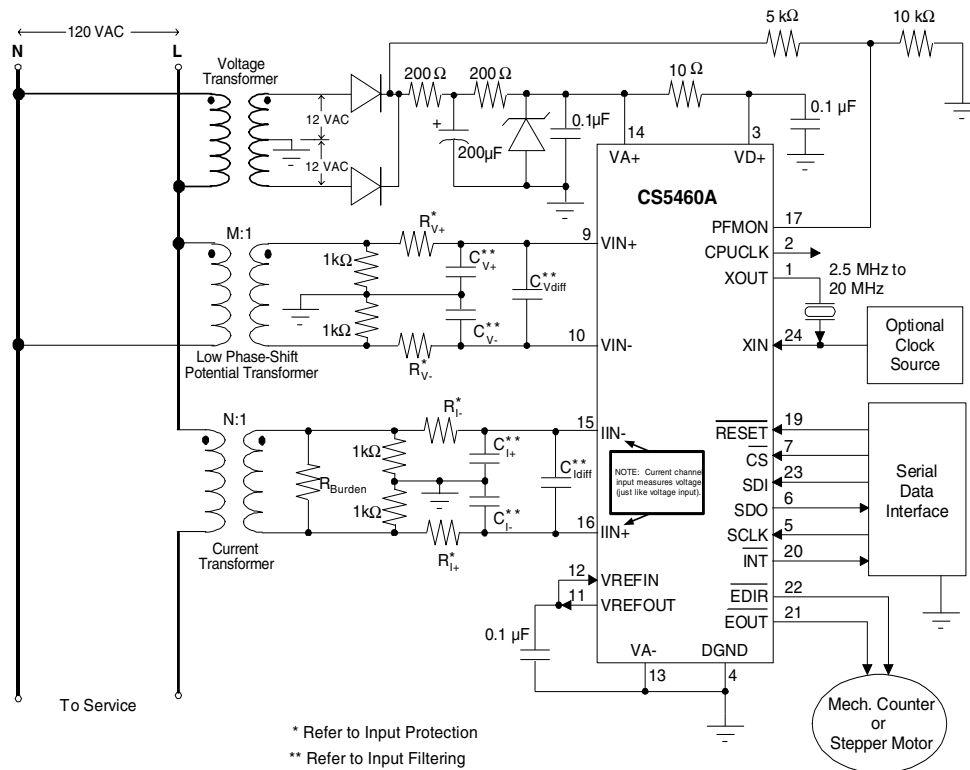 120 VAC
N
L
Voltage
Transformer
12 VAC
12 VAC
200Ω
200Ω
+
200µF
0.1µF
10 Ω
5 kΩ
10 kΩ
0.1 µF
14
3
VA+
VD+
CS5460A
PFMON
17
CPUCLK
2
XOUT
1
2.5 MHz to
20 MHz
XIN
24
Optional
Clock
Source
M:1
1kΩ
1kΩ
R*V+
R*V-
C**V+
C**V-
C**Vdiff
9
VIN+
10
VIN-
Low Phase-Shift
Potential Transformer
N:1
RBurden
1kΩ
1kΩ
R*I-
R*I+
C**I+
C**I-
C**Idiff
15
IIN-
16
IIN+
NOTE: Current channel
input measures voltage
(just like voltage input).
Current
Transformer
RESET
19
CS
7
SDI
23
SDO
6
SCLK
5
INT
20
Serial
Data
Interface
EDIR
22
EOUT
21
12
VREFIN
11
VREFOUT
0.1 µF
VA-
DGND
13
4
Mech. Counter
or
Stepper Motor
To Service
* Refer to Input Protection
** Refer to Input Filtering